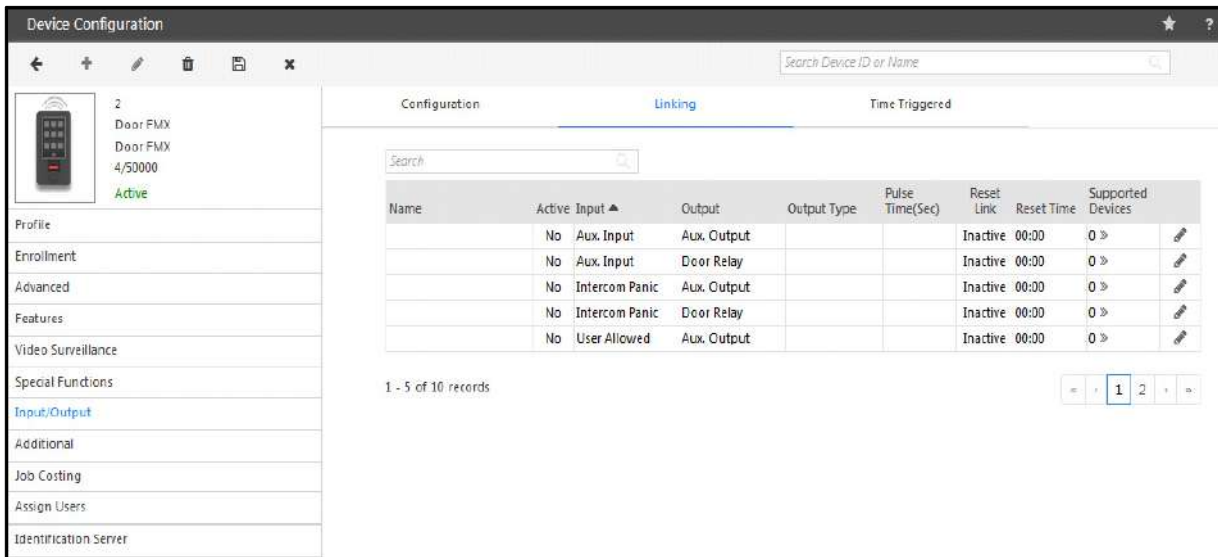 Device Configuration
?
Search Device ID or Name
2
Door FMX
Door FMX
4/50000
Active
Profile
Enrollment
Advanced
Features
Video Surveillance
Special Functions
Input/Output
Additional
Job Costing
Assign Users
Identification Server
Configuration Linking Time Triggered
Search
Name Active Input ▲ Output Output Type Pulse Time(Sec) Reset Link Reset Time Supported Devices
No Aux. Input Aux. Output Inactive 00:00 0 »
No Aux. Input Door Relay Inactive 00:00 0 »
No Intercom Panic Aux. Output Inactive 00:00 0 »
No Intercom Panic Door Relay Inactive 00:00 0 »
No User Allowed Aux. Output Inactive 00:00 0 »
1 - 5 of 10 records
« ‹ 1 2 › »